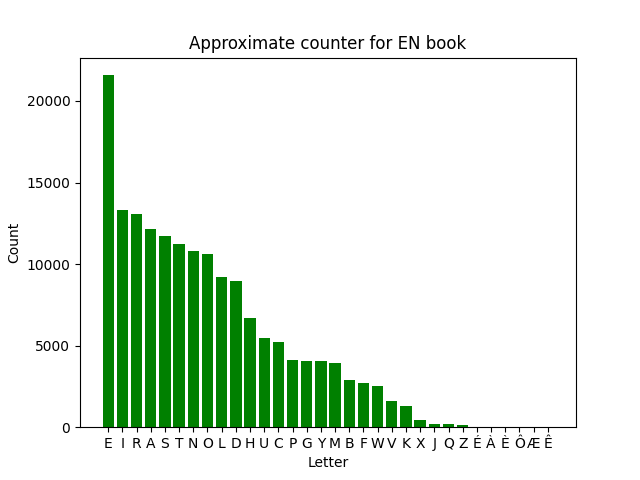 Approximate counter for EN book
20000
15000
10000
5000
0
Count
E I R A S T N O L D H U C P G Y M B F W V K X J Q Z É À È Ô Æ Ê
Letter